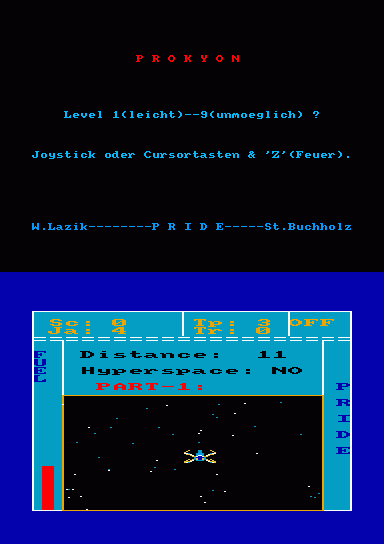 P R O K Y O N
Level 1(leicht)--9(unmoeglich) ?
Joystick oder Cursortasten & 'Z'(Feuer).
W.Lazik--------P R I D E-----St.Buchholz
Sc: 0 Tp: 3 OFF
Ja: 4 Tr: 0
FUEL
Distance: 11
Hyperspace: NO
PART-1:
PRIDE